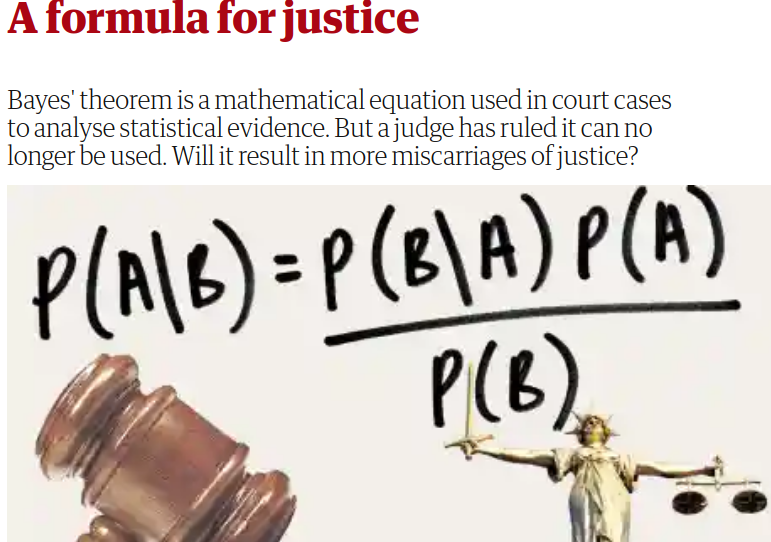 A formula for justice
Bayes' theorem is a mathematical equation used in court cases
to analyse statistical evidence. But a judge has ruled it can no
longer be used. Will it result in more miscarriages of justice?
P(A\B) = P(B\A) P(A)
P(B)